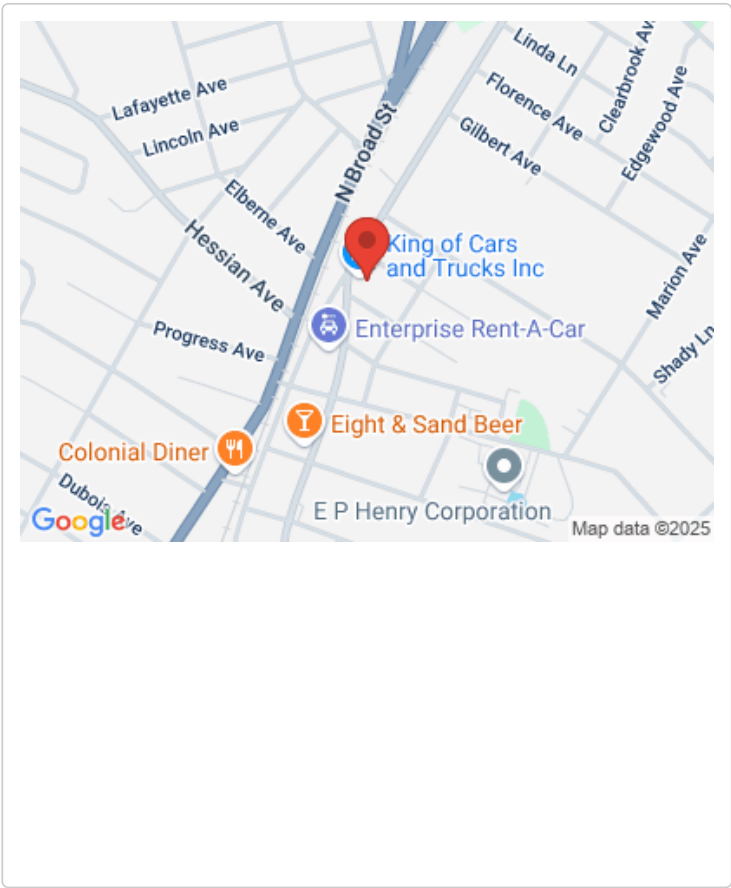 Linda Ln
Clearbrook Av
Edgewood Ave
Lafayette Ave
Florence Ave
Lincoln Ave
N Broad St
Gilbert Ave
Elberne Ave
Hessian Ave
King of Cars
and Trucks Inc
Marion Ave
Progress Ave
Enterprise Rent-A-Car
Shady Ln
Eight & Sand Beer
Colonial Diner
Dubois Ave
E P Henry Corporation
Google
Map data ©2025